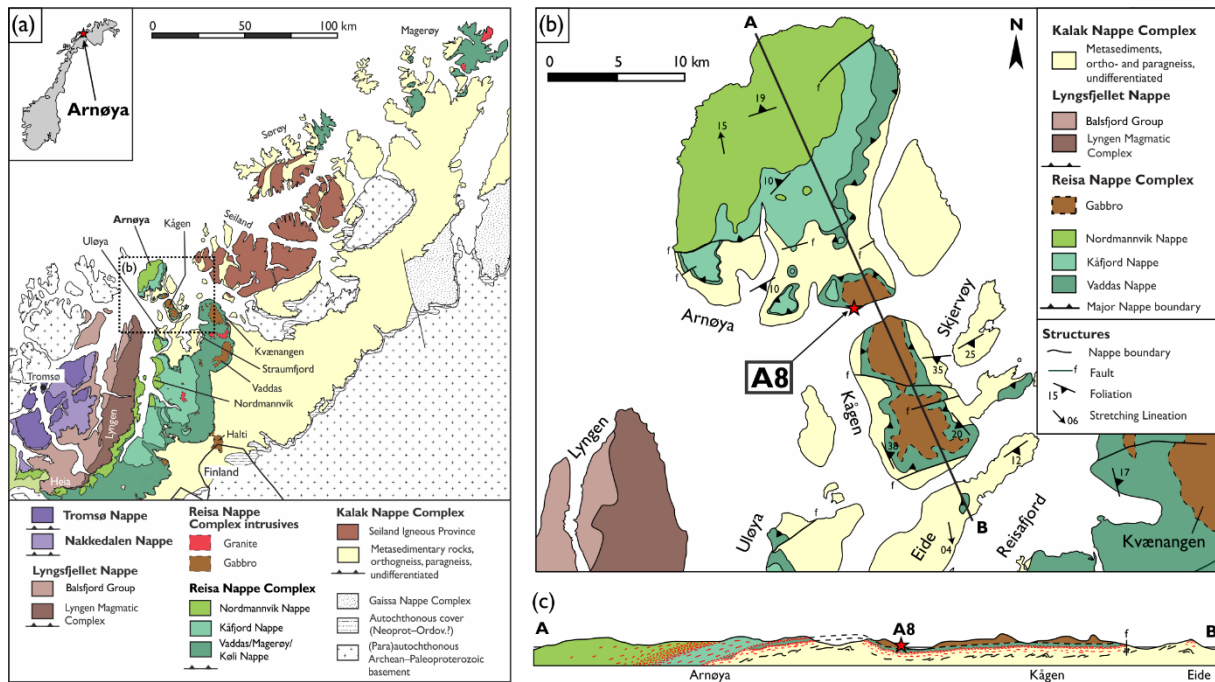 (a)
0
50
100 km
Arnøya
Magerøy
Sørøy
Seiland
Arnøya
Kågen
Uløya
(b)
Kvænangen
Straumfjord
Vaddas
Nordmannvik
Tromsø
Lyngen
Halti
Finland
Heia
Tromsø Nappe
Nakkedalen Nappe
Lyngsfjellet Nappe
Balsfjord Group
Lyngen Magmatic
Complex
Reisa Nappe
Complex intrusives
Granite
Gabbro
Reisa Nappe Complex
Nordmannvik Nappe
Kåfjord Nappe
Vaddas/Magerøy/
Køli Nappe
Kalak Nappe Complex
Seiland Igneous Province
Metasedimentary rocks,
orthogneiss, paragneiss,
undifferentiated
Gaissa Nappe Complex
Autochthonous cover
(Neoprot–Ordov.?)
(Para)autochthonous
Archean–Paleoproterozoic
basement
(b)
A
N
0
5
10 km
19
15
f
10
f
f
f
10
Arnøya
A8
Skjervøy
25
35
f
f
Kågen
38
20
f
12
Lyngen
B
Uløya
f
Eide
04
Reisafjord
17
Kvænangen
Kalak Nappe Complex
Metasediments,
ortho- and paragneiss,
undifferentiated
Lyngsfjellet Nappe
Balsfjord Group
Lyngen Magmatic
Complex
Reisa Nappe Complex
Gabbro
Nordmannvik Nappe
Kåfjord Nappe
Vaddas Nappe
Major Nappe boundary
Structures
Nappe boundary
f Fault
15 Foliation
06 Stretching Lineation
(c)
A
A8
f
B
Arnøya
Kågen
Eide